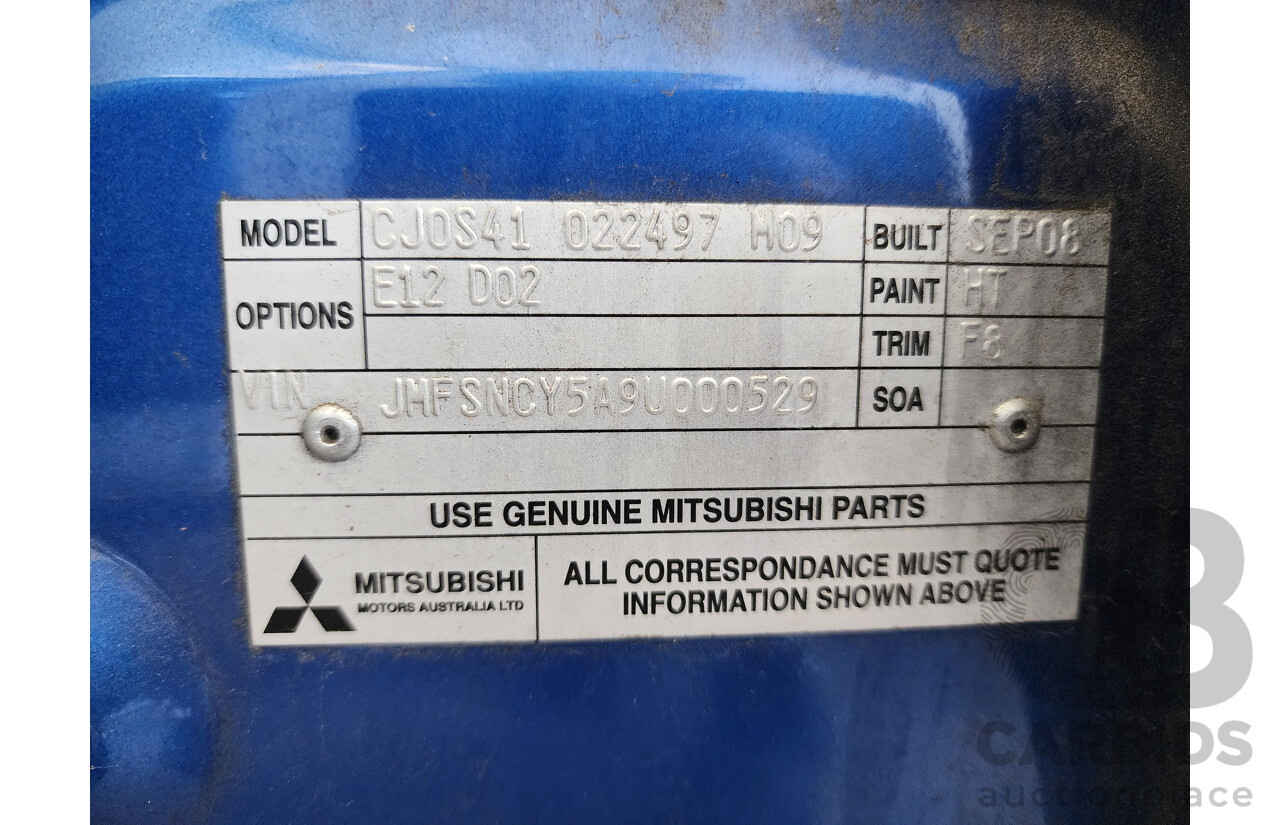 MODEL CJ0S41 022497 M09 BUILT SEP08
OPTIONS E12 D02 PAINT HT
TRIM F8
VIN JMFSNCY5A9U000529 SOA
USE GENUINE MITSUBISHI PARTS
MITSUBISHI
MOTORS AUSTRALIA LTD
ALL CORRESPONDANCE MUST QUOTE
INFORMATION SHOWN ABOVE